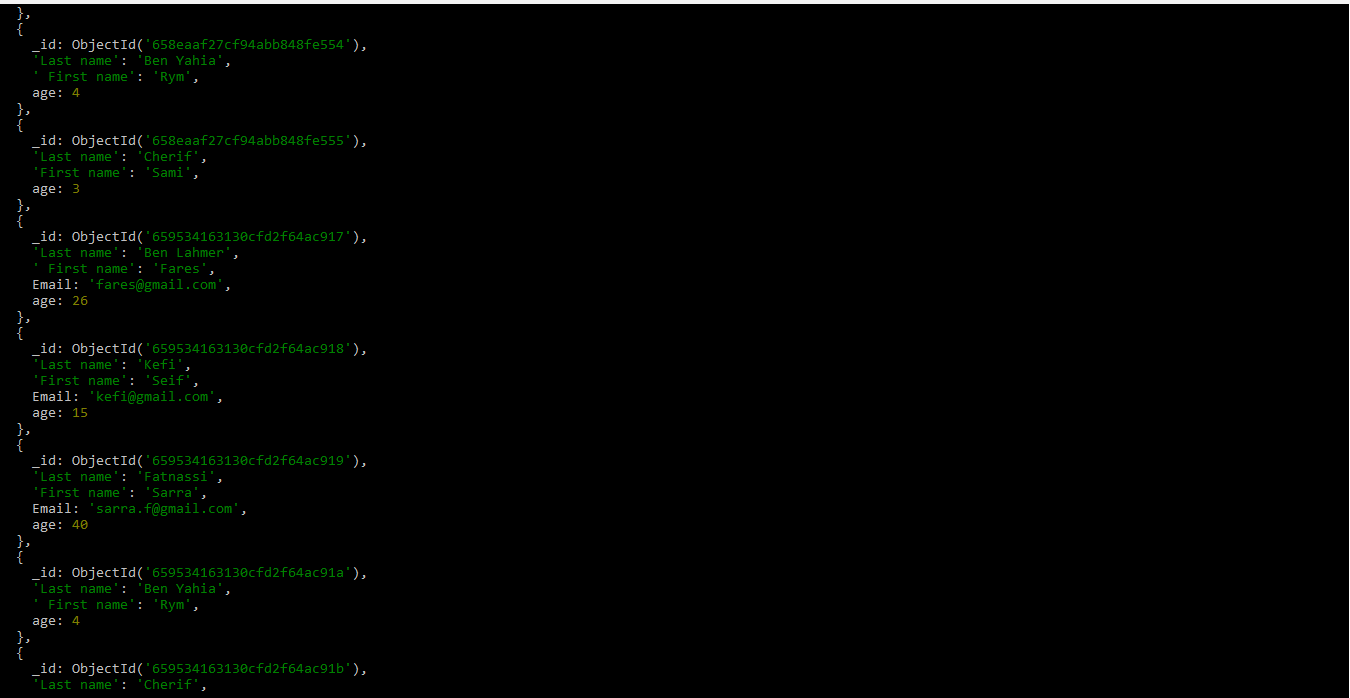 },
{
_id: ObjectId('658eaaf27cf94abb848fe554'),
'Last name': 'Ben Yahia',
' First name': 'Rym',
age: 4
},
{
_id: ObjectId('658eaaf27cf94abb848fe555'),
'Last name': 'Cherif',
'First name': 'Sami',
age: 3
},
{
_id: ObjectId('659534163130cfd2f64ac917'),
'Last name': 'Ben Lahmer',
' First name': 'Fares',
Email: 'fares@gmail.com',
age: 26
},
{
_id: ObjectId('659534163130cfd2f64ac918'),
'Last name': 'Kefi',
'First name': 'Seif',
Email: 'kefi@gmail.com',
age: 15
},
{
_id: ObjectId('659534163130cfd2f64ac919'),
'Last name': 'Fatnassi',
'First name': 'Sarra',
Email: 'sarra.f@gmail.com',
age: 40
},
{
_id: ObjectId('659534163130cfd2f64ac91a'),
'Last name': 'Ben Yahia',
' First name': 'Rym',
age: 4
},
{
_id: ObjectId('659534163130cfd2f64ac91b'),
'Last name': 'Cherif',